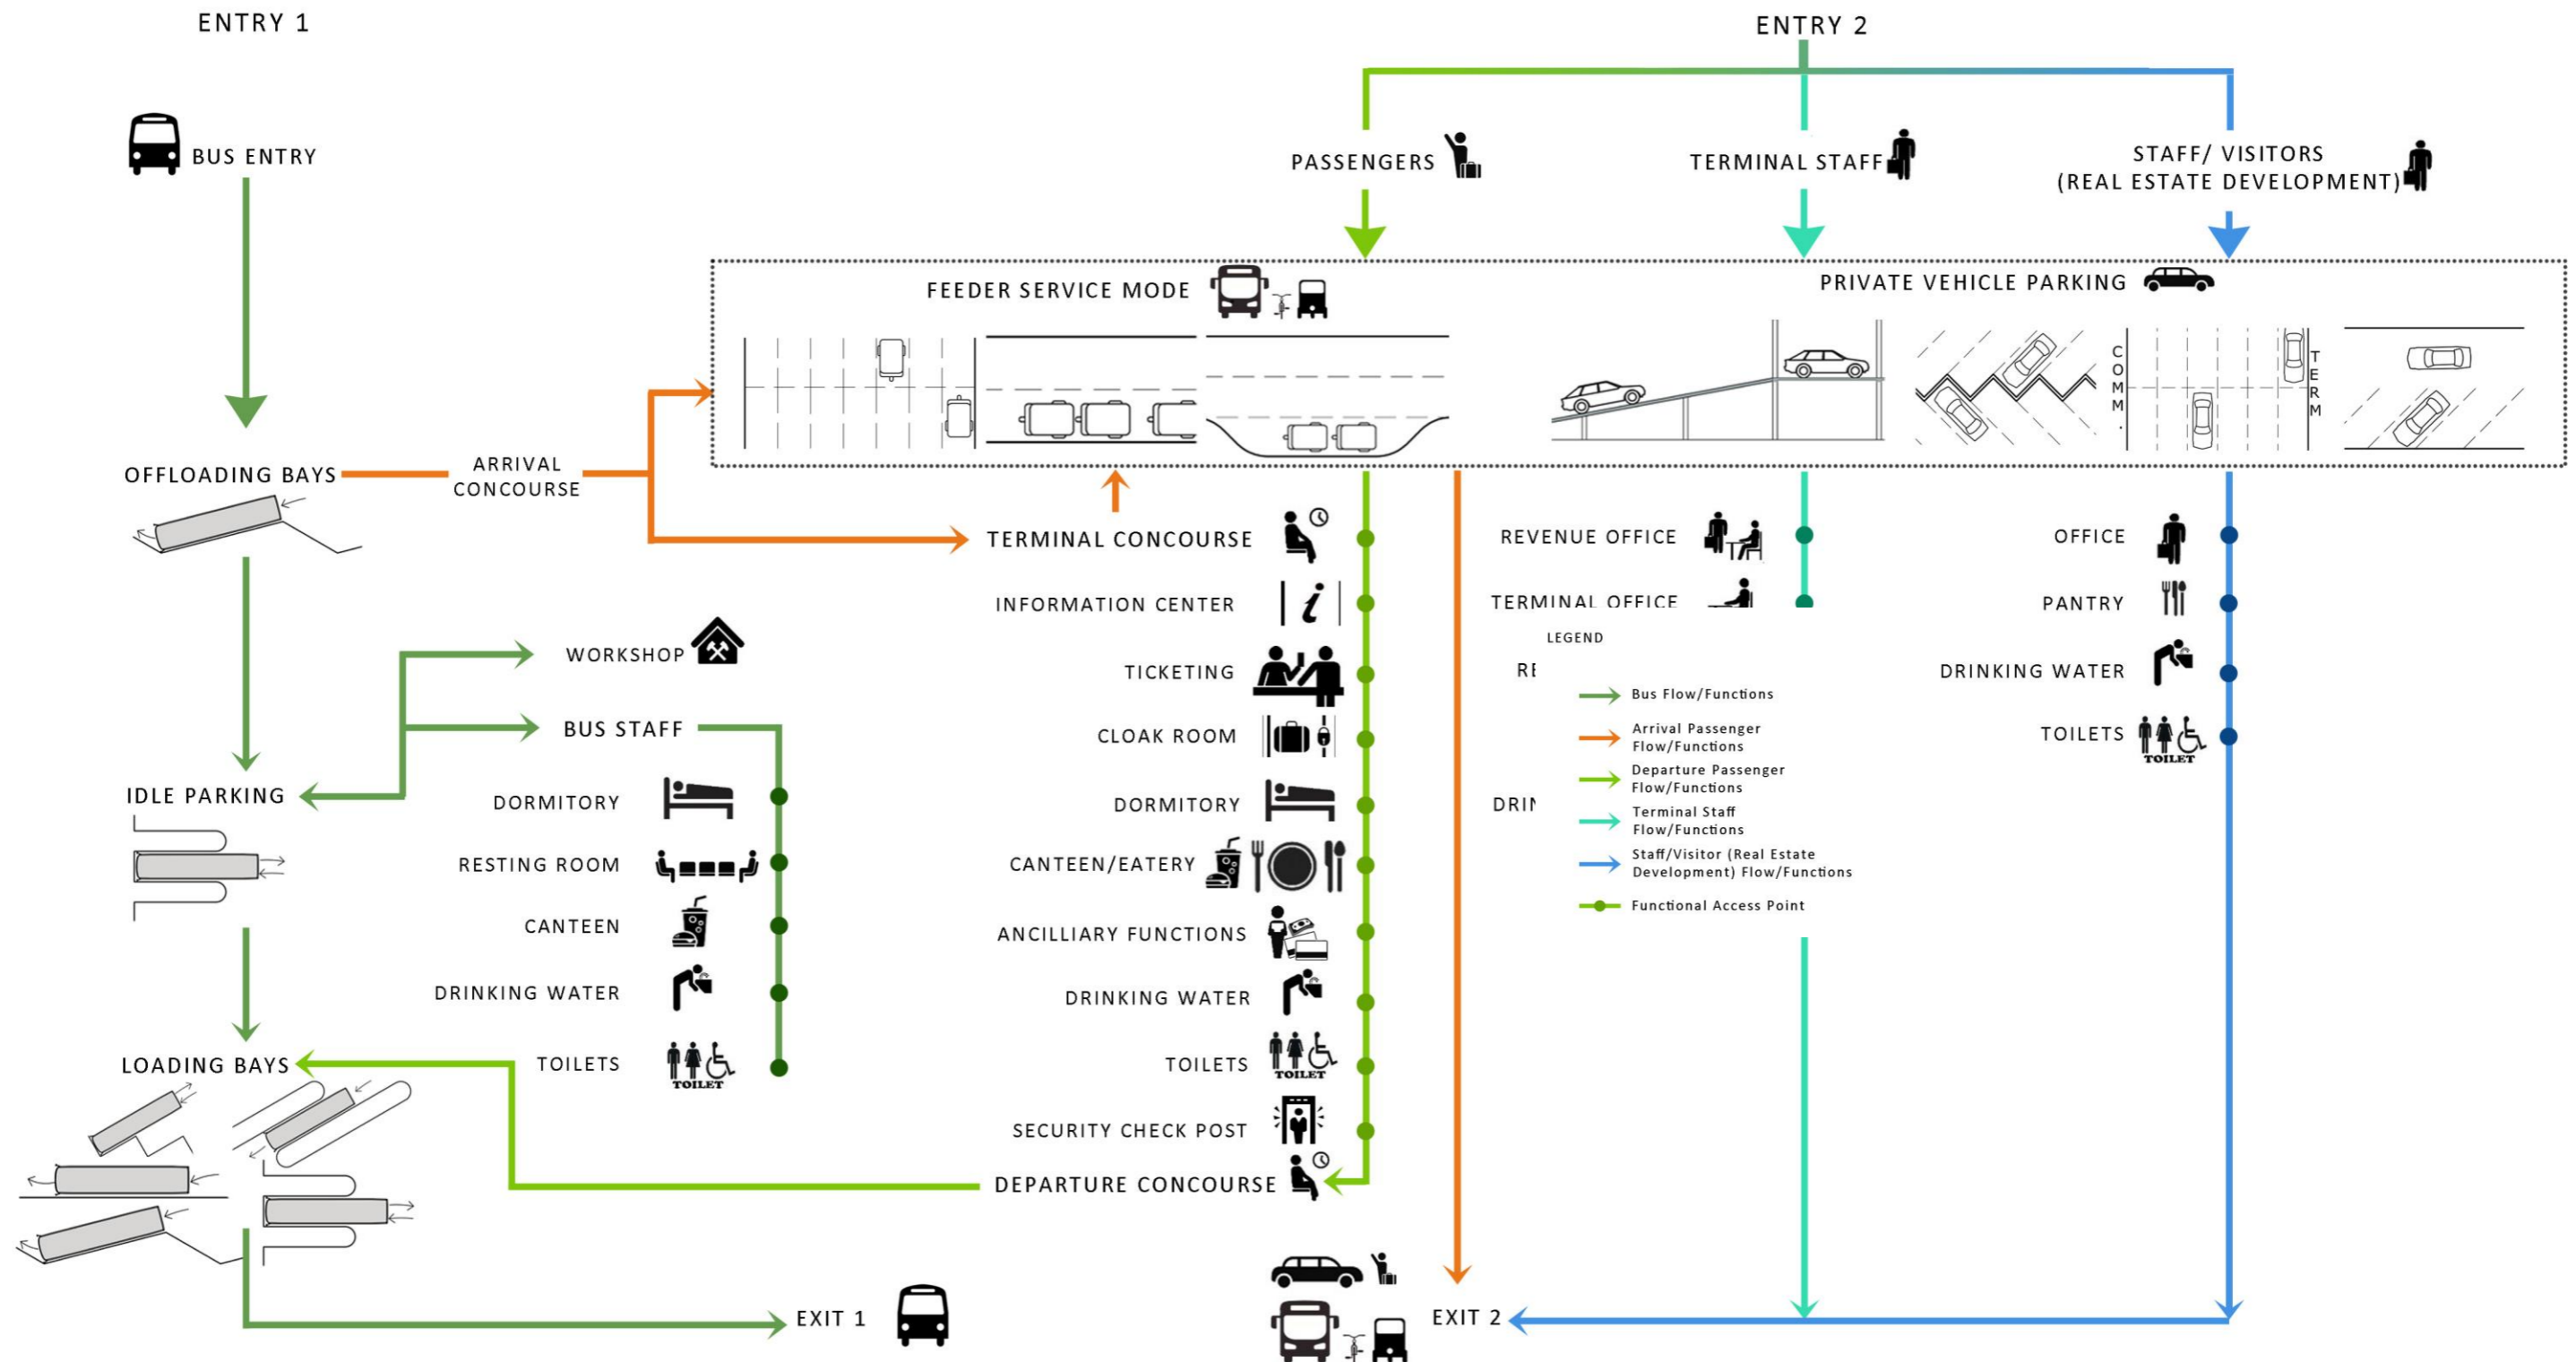 ENTRY 1
ENTRY 2
BUS ENTRY
PASSENGERS
TERMINAL STAFF
STAFF/ VISITORS
(REAL ESTATE DEVELOPMENT)
FEEDER SERVICE MODE
PRIVATE VEHICLE PARKING
COMM.
TERM
OFFLOADING BAYS
ARRIVAL
CONCOURSE
TERMINAL CONCOURSE
INFORMATION CENTER
TICKETING
CLOAK ROOM
DORMITORY
CANTEEN/EATERY
ANCILLIARY FUNCTIONS
DRINKING WATER
TOILETS
TOILET
SECURITY CHECK POST
DEPARTURE CONCOURSE
WORKSHOP
BUS STAFF
IDLE PARKING
DORMITORY
RESTING ROOM
CANTEEN
DRINKING WATER
TOILETS
TOILET
LOADING BAYS
EXIT 1
REVENUE OFFICE
TERMINAL OFFICE
RE
DRIN
LEGEND
Bus Flow/Functions
Arrival Passenger
Flow/Functions
Departure Passenger
Flow/Functions
Terminal Staff
Flow/Functions
Staff/Visitor (Real Estate
Development) Flow/Functions
Functional Access Point
OFFICE
PANTRY
DRINKING WATER
TOILETS
TOILET
EXIT 2